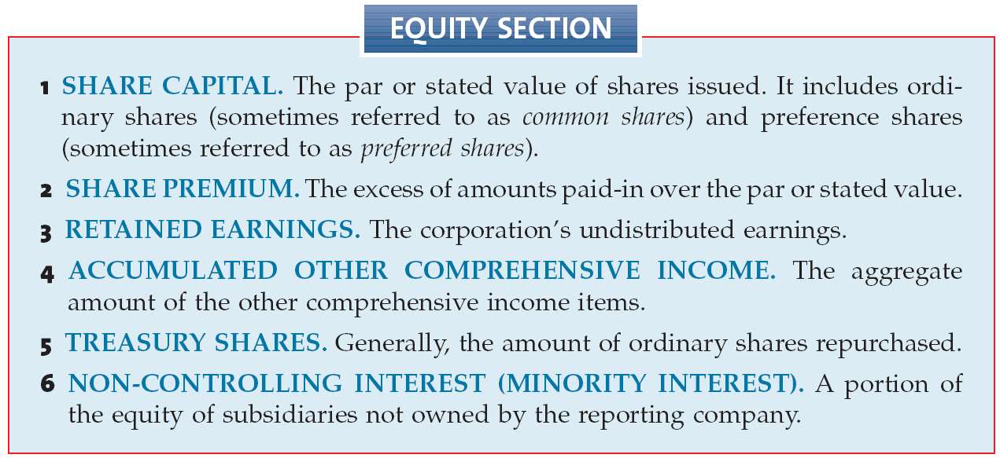 EQUITY SECTION
1 SHARE CAPITAL. The par or stated value of shares issued. It includes ordi-
nary shares (sometimes referred to as common shares) and preference shares
(sometimes referred to as preferred shares).
2 SHARE PREMIUM. The excess of amounts paid-in over the par or stated value.
3 RETAINED EARNINGS. The corporation’s undistributed earnings.
4 ACCUMULATED OTHER COMPREHENSIVE INCOME. The aggregate
amount of the other comprehensive income items.
5 TREASURY SHARES. Generally, the amount of ordinary shares repurchased.
6 NON-CONTROLLING INTEREST (MINORITY INTEREST). A portion of
the equity of subsidiaries not owned by the reporting company.